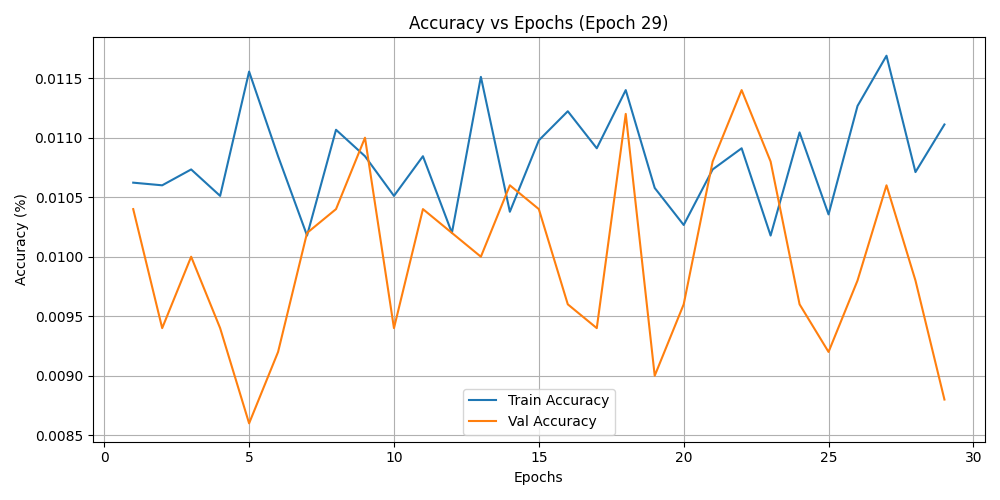 Accuracy vs Epochs (Epoch 29)
Accuracy (%)
0.0115
0.0110
0.0105
0.0100
0.0095
0.0090
0.0085
Train Accuracy
Val Accuracy
0 5 10 15 20 25 30
Epochs